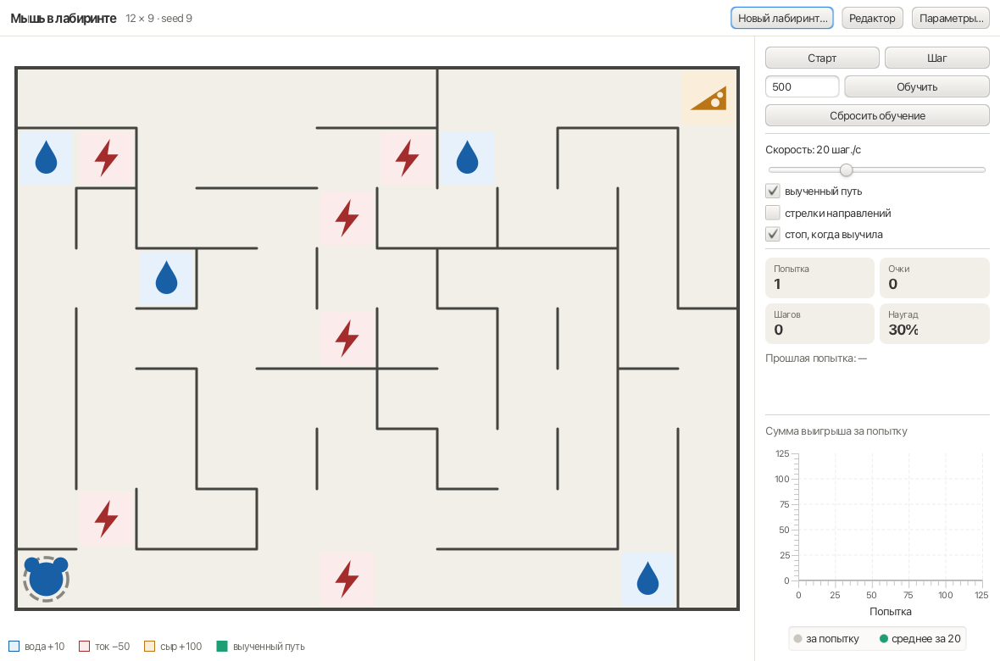 Мышь в лабиринте 12 × 9 · seed 9 Новый лабиринт... Редактор Параметры...
Старт Шаг
500 Обучить
Сбросить обучение
Скорость: 20 шаг./с
выученный путь
стрелки направлений
стоп, когда выучила
Попытка Очки
1 0
Шагов Наугад
0 30%
Прошлая попытка: —
Сумма выигрыша за попытку
125
100
75
50
25
0
0 25 50 75 100 125
Попытка
за попытку среднее за 20
вода +10 ток −50 сыр +100 выученный путь